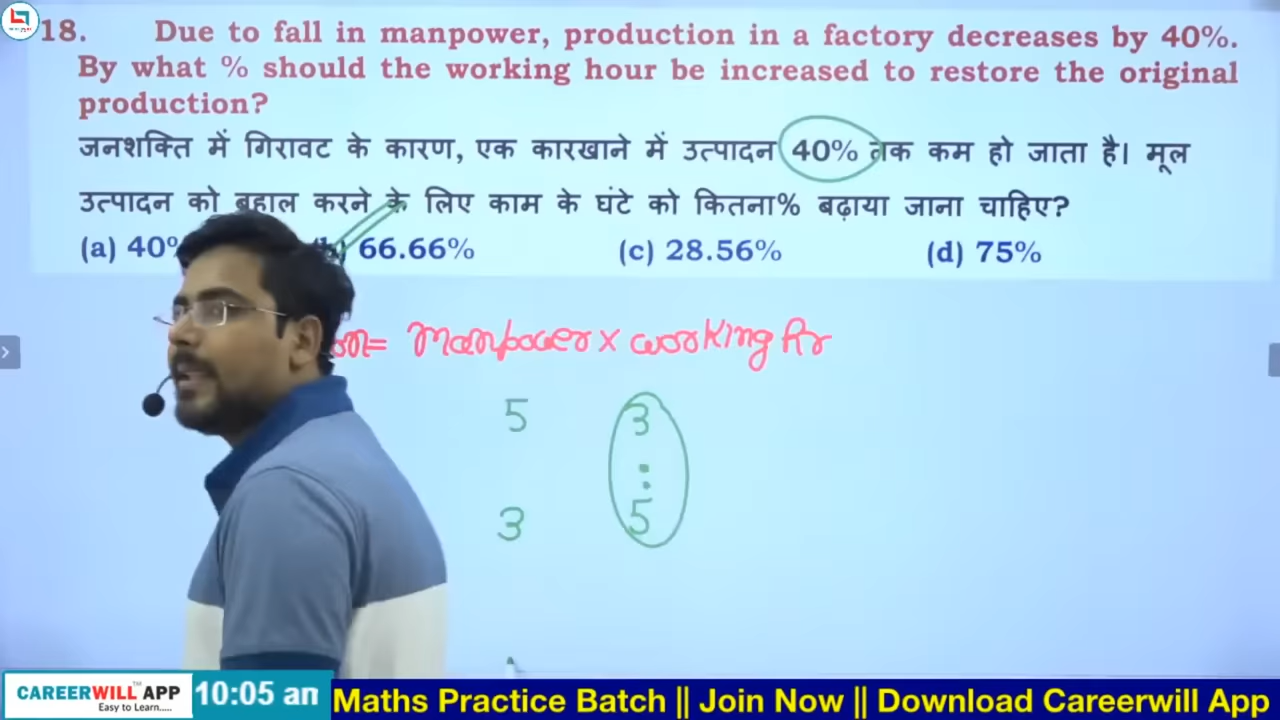 18. Due to fall in manpower, production in a factory decreases by 40%.
By what % should the working hour be increased to restore the original
production?
जनशक्ति में गिरावट के कारण, एक कारखाने में उत्पादन 40% तक कम हो जाता है। मूल
उत्पादन को बहाल करने के लिए काम के घंटे को कितना% बढ़ाया जाना चाहिए?
(a) 40% (b) 66.66% (c) 28.56% (d) 75%
= Manpower × working Hr
5 3
:
3 5
CAREERWILL APP
Easy to Learn.....
10:05 an
Maths Practice Batch || Join Now || Download Careerwill App